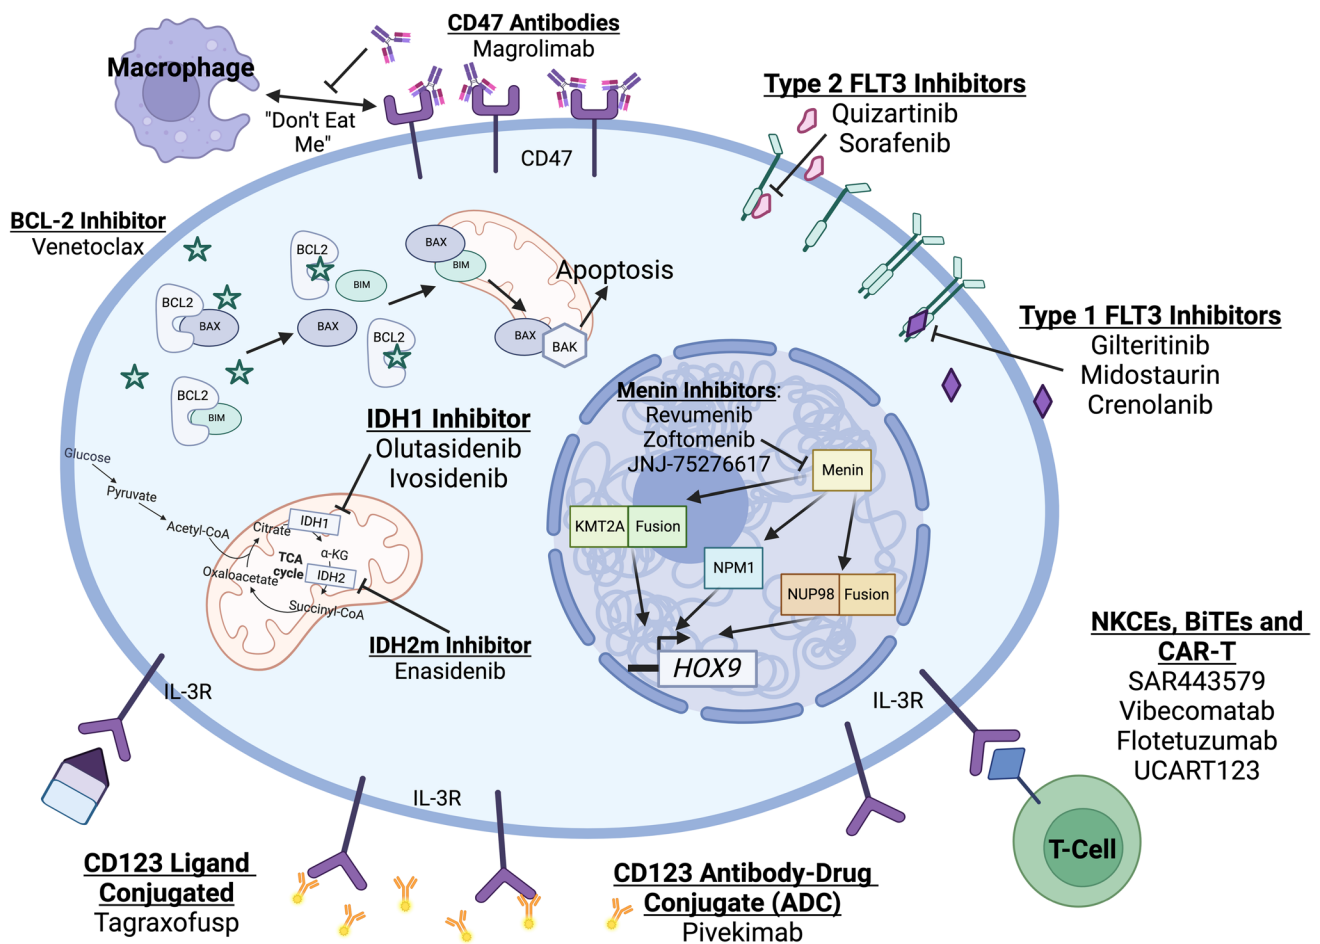 CD47 Antibodies
Magrolimab
Macrophage
"Don't Eat
Me"
CD47
Type 2 FLT3 Inhibitors
Quizartinib
Sorafenib
BCL-2 Inhibitor
Venetoclax
BCL2
BIM
BAX
BIM
Apoptosis
BCL2
BAX
BAX
BCL2
BAX
BAK
BCL2
BIM
Type 1 FLT3 Inhibitors
Gilteritinib
Midostaurin
Crenolanib
Menin Inhibitors:
Revumenib
Zoftomenib
JNJ-75276617
Menin
KMT2A
Fusion
NPM1
NUP98
Fusion
HOX9
IDH1 Inhibitor
Olutasidenib
Ivosidenib
Glucose
Pyruvate
Acetyl-CoA
Citrate
IDH1
α-KG
TCA
cycle
IDH2
Oxaloacetate
Succinyl-CoA
IDH2m Inhibitor
Enasidenib
IL-3R
IL-3R
IL-3R
NKCEs, BiTEs and
CAR-T
SAR443579
Vibecomatab
Flotetuzumab
UCART123
T-Cell
CD123 Ligand
Conjugated
Tagraxofusp
CD123 Antibody-Drug
Conjugate (ADC)
Pivekimab